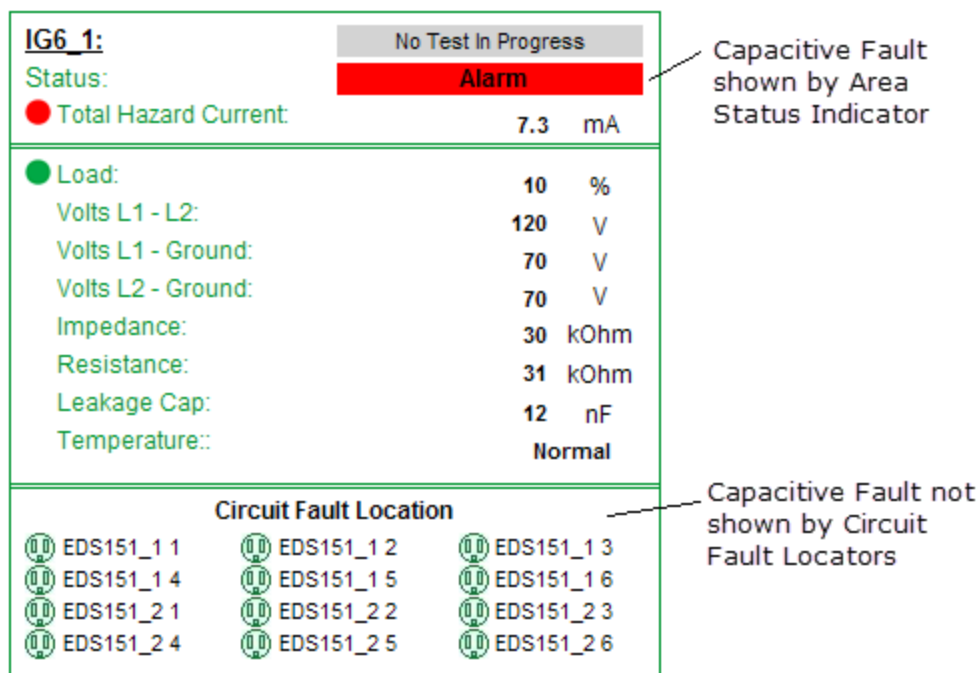 IG6_1:
No Test In Progress
Status:
Alarm
Total Hazard Current:
7.3 mA
Capacitive Fault
shown by Area
Status Indicator
Load:
10 %
Volts L1 - L2:
120 V
Volts L1 - Ground:
70 V
Volts L2 - Ground:
70 V
Impedance:
30 kOhm
Resistance:
31 kOhm
Leakage Cap:
12 nF
Temperature::
Normal
Circuit Fault Location
EDS151_1 1 EDS151_1 2 EDS151_1 3
EDS151_1 4 EDS151_1 5 EDS151_1 6
EDS151_2 1 EDS151_2 2 EDS151_2 3
EDS151_2 4 EDS151_2 5 EDS151_2 6
Capacitive Fault not
shown by Circuit
Fault Locators